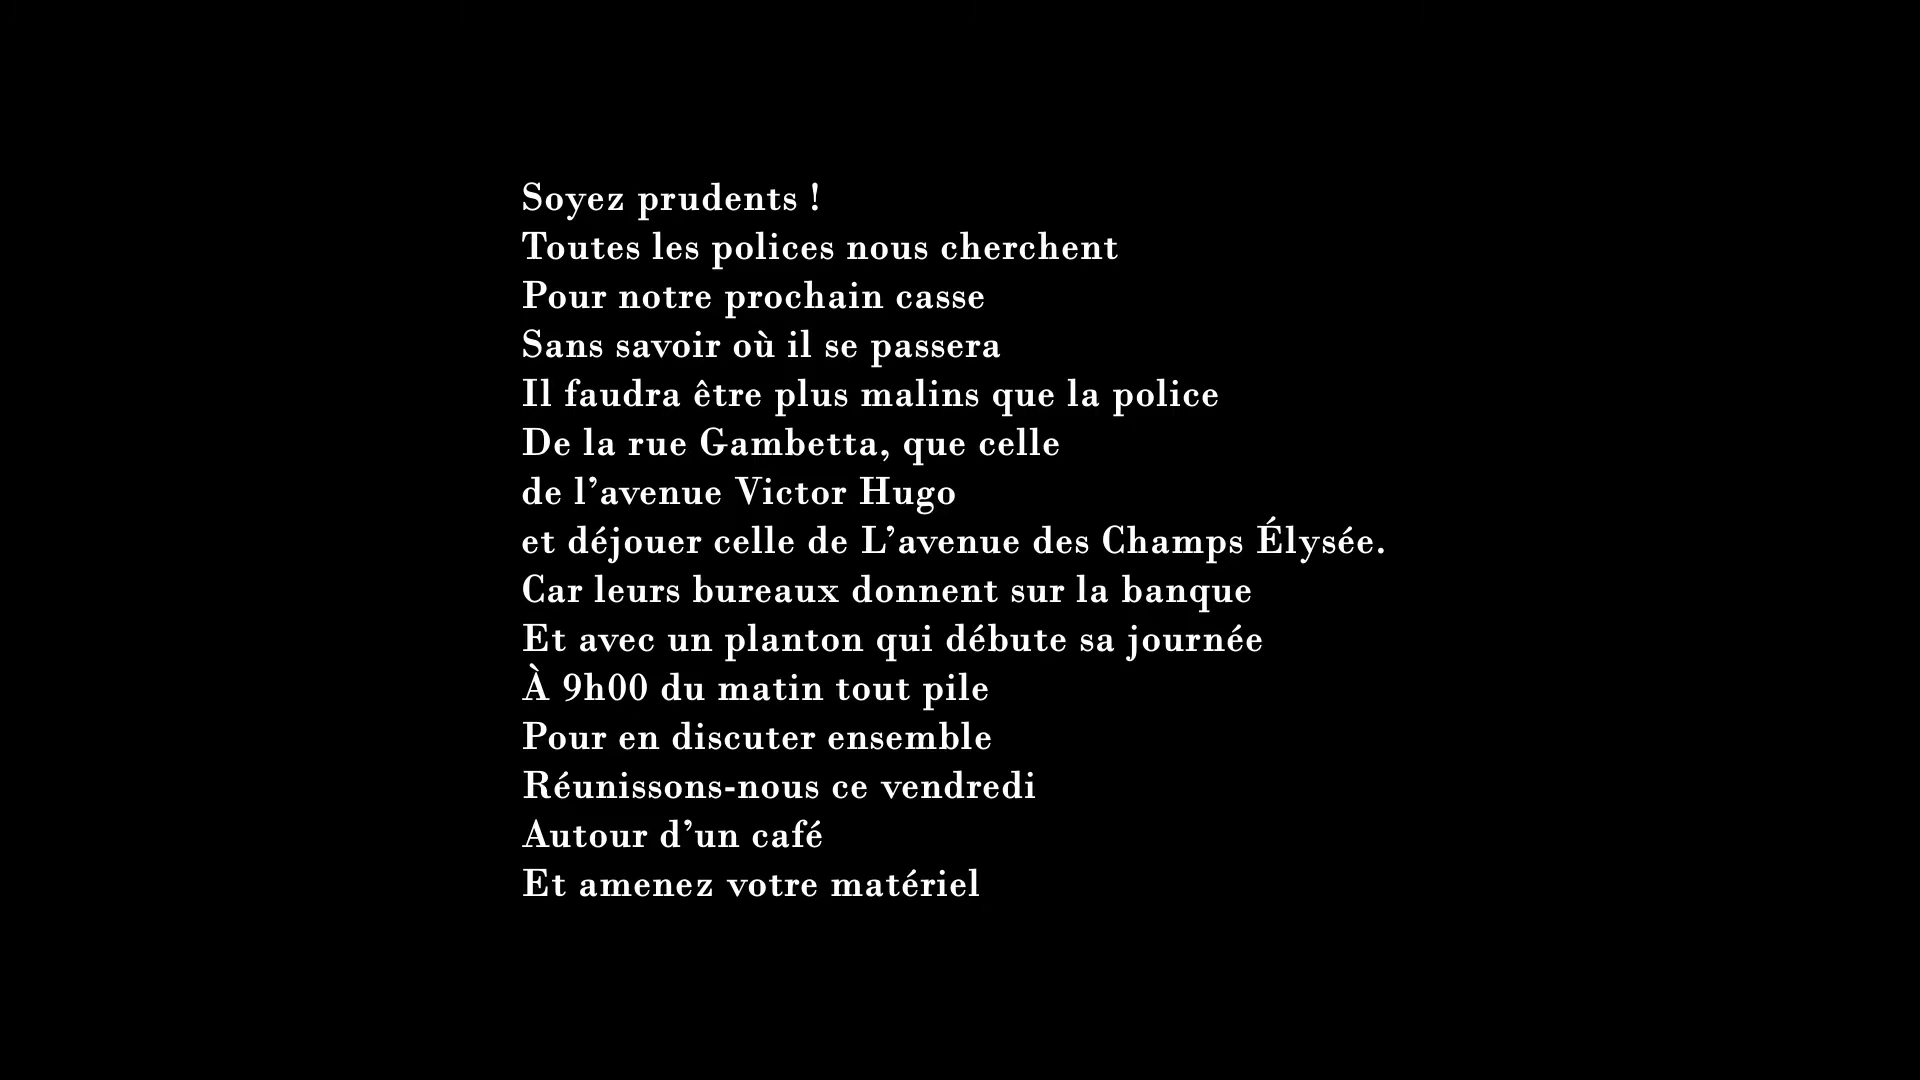 Soyez prudents !
Toutes les polices nous cherchent
Pour notre prochain casse
Sans savoir où il se passera
Il faudra être plus malins que la police
De la rue Gambetta, que celle
de l’avenue Victor Hugo
et déjouer celle de L’avenue des Champs Élysée.
Car leurs bureaux donnent sur la banque
Et avec un planton qui débute sa journée
À 9h00 du matin tout pile
Pour en discuter ensemble
Réunissons-nous ce vendredi
Autour d’un café
Et amenez votre matériel